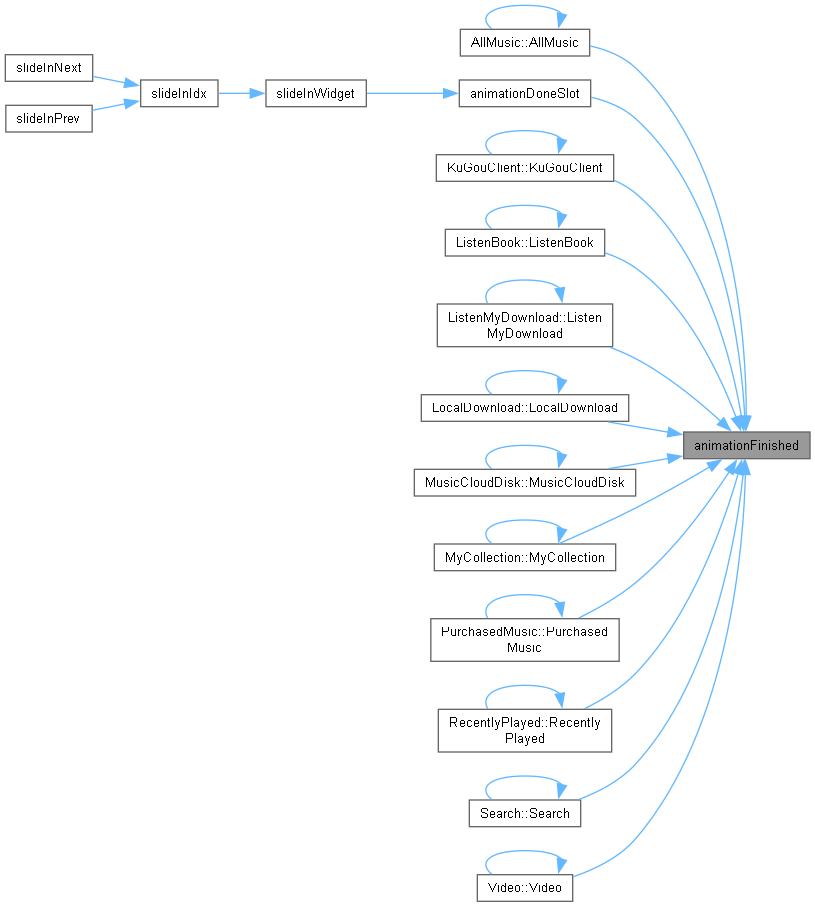 AllMusic::AllMusic
slideInNext
slideInIdx
slideInWidget
animationDoneSlot
slideInPrev
KuGouClient::KuGouClient
ListenBook::ListenBook
ListenMyDownload::Listen
MyDownload
LocalDownload::LocalDownload
animationFinished
MusicCloudDisk::MusicCloudDisk
MyCollection::MyCollection
PurchasedMusic::Purchased
Music
RecentlyPlayed::Recently
Played
Search::Search
Video::Video